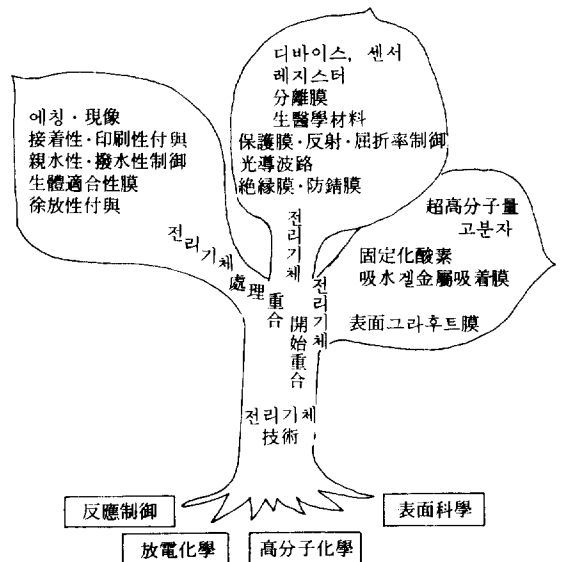 에칭·現像
接着性·印刷性付與
親水性·撥水性制御
生體適合性膜
徐放性付與
디바이스, 센서
레지스터
分離膜
生醫學材料
保護膜·反射·屈折率制御
光導波路
絶緣膜·防錆膜
超高分子量
고분자
固定化酸素
吸水겔金屬吸着膜
表面그라후트膜
전리기체處理
전리기체
重合
전리기체
開始重合
전리기체
技術
反應制御
放電化學
高分子化學
表面科學